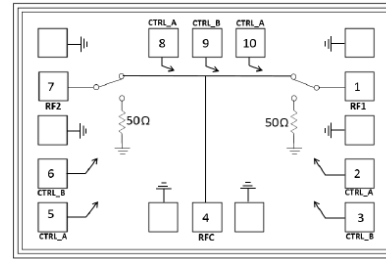 CTRL_A CTRL_B CTRL_A
8 9 10
7 1
RF2 RF1
50Ω 50Ω
6 2
CTRL_B CTRL_A
5 4 3
CTRL_A RFC CTRL_B